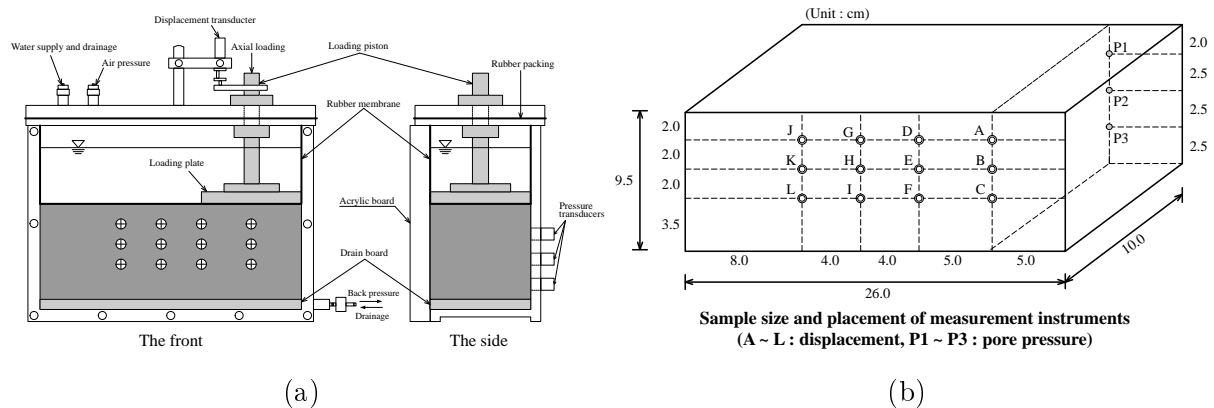 Displacement transducter
Water supply and drainage
Axial loading
Loading piston
Air pressure
Rubber packing
Rubber membrane
Loading plate
Acrylic board
Pressure
transducers
Drain board
Back pressure
Drainage
The front
The side
(a)
(Unit : cm)
P1
2.0
2.5
P2
2.5
P3
2.5
2.0
J G D A
2.0
K H E B
9.5
2.0
L I F C
3.5
8.0 4.0 4.0 5.0 5.0
10.0
26.0
Sample size and placement of measurement instruments
(A ~ L : displacement, P1 ~ P3 : pore pressure)
(b)